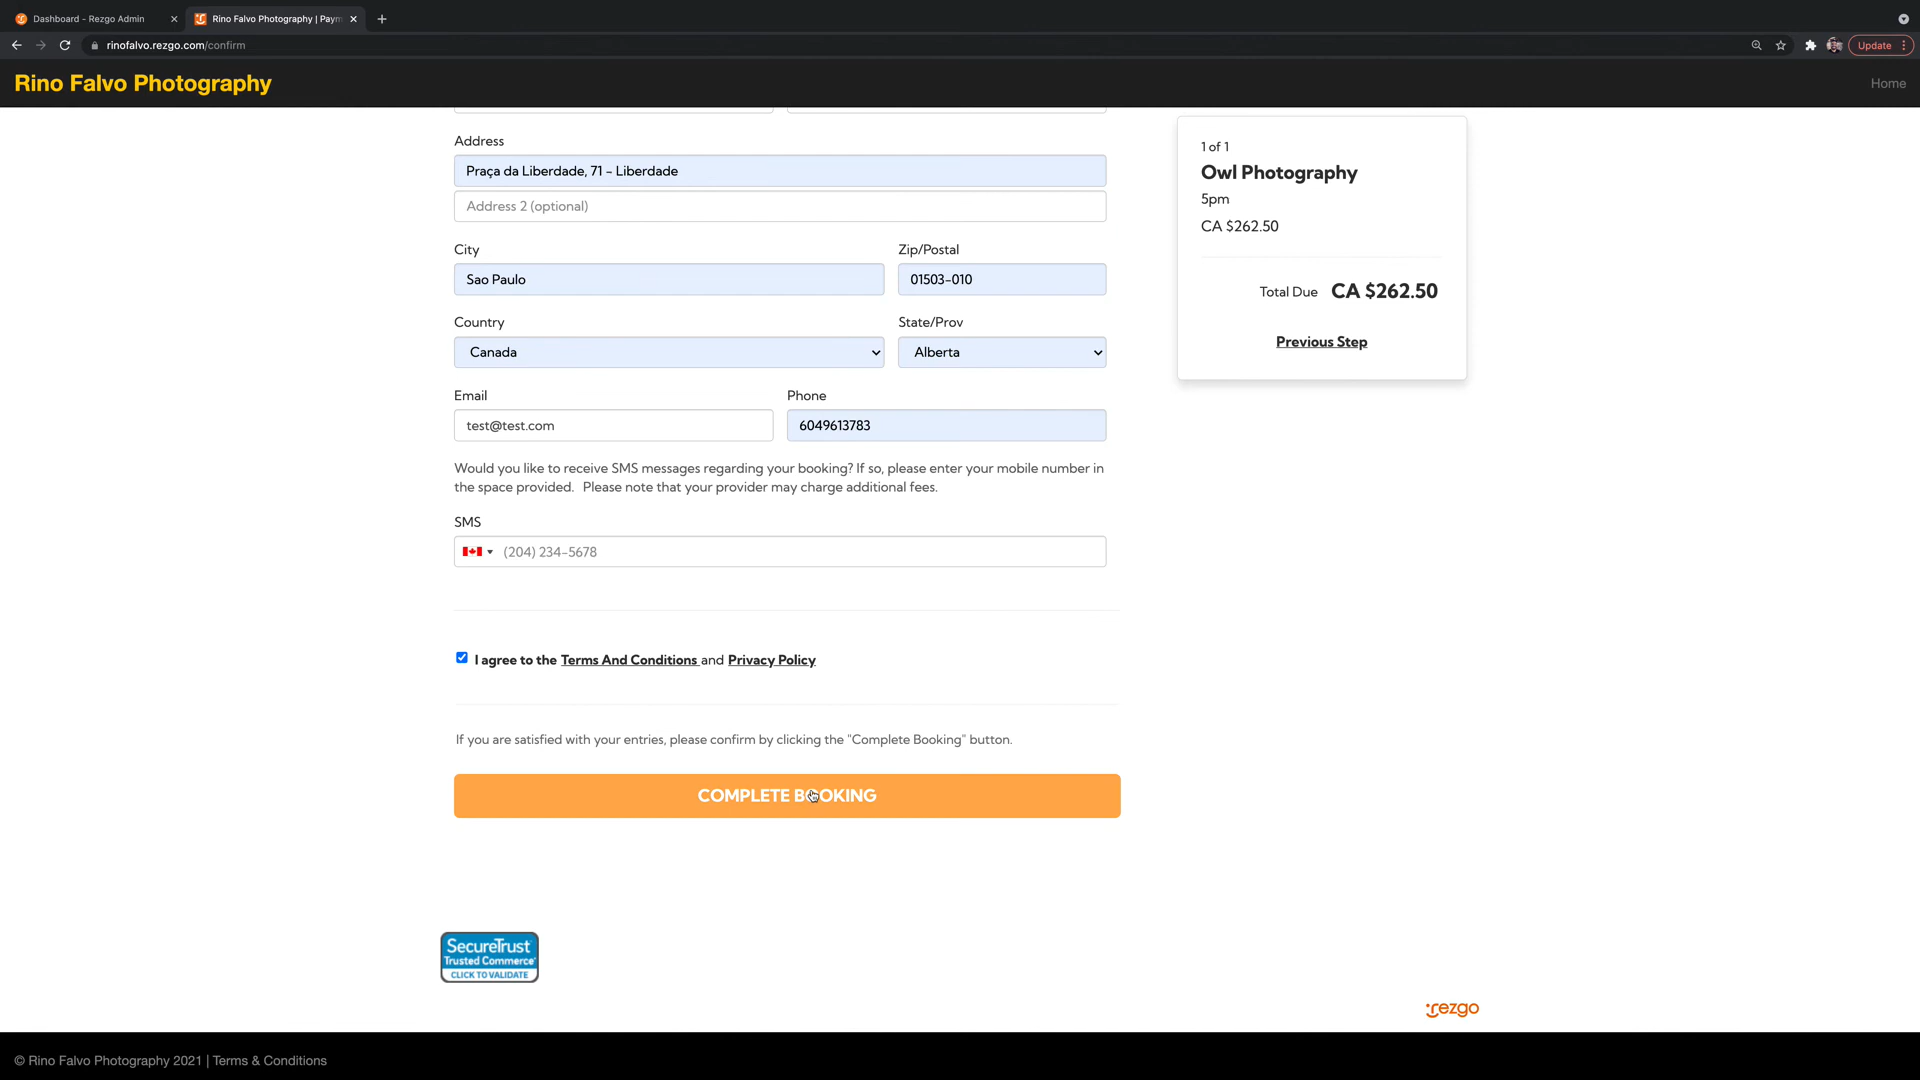 Dashboard - Rezgo Admin
Rino Falvo Photography | Paym
rinofalvo.rezgo.com/confirm
Update
Rino Falvo Photography
Home
Address
Praça da Liberdade, 71 - Liberdade
Address 2 (optional)
City
Zip/Postal
Sao Paulo
01503-010
Country
State/Prov
Canada
Alberta
Email
Phone
test@test.com
6049613783
Would you like to receive SMS messages regarding your booking? If so, please enter your mobile number in
the space provided. Please note that your provider may charge additional fees.
SMS
(204) 234-5678
I agree to the Terms And Conditions and Privacy Policy
If you are satisfied with your entries, please confirm by clicking the "Complete Booking" button.
COMPLETE BOOKING
1 of 1
Owl Photography
5pm
CA $262.50
Total Due CA $262.50
Previous Step
SecureTrust
Trusted Commerce
CLICK TO VALIDATE
rezgo
© Rino Falvo Photography 2021 | Terms & Conditions